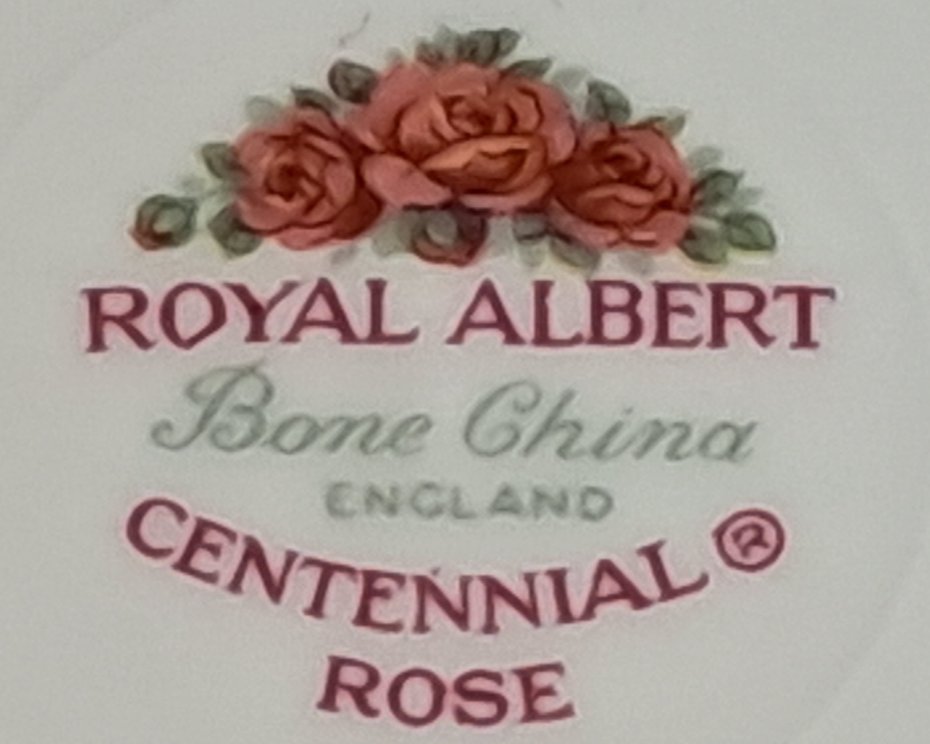 ROYAL ALBERT
Bone China
ENGLAND
CENTENNIAL ®
ROSE